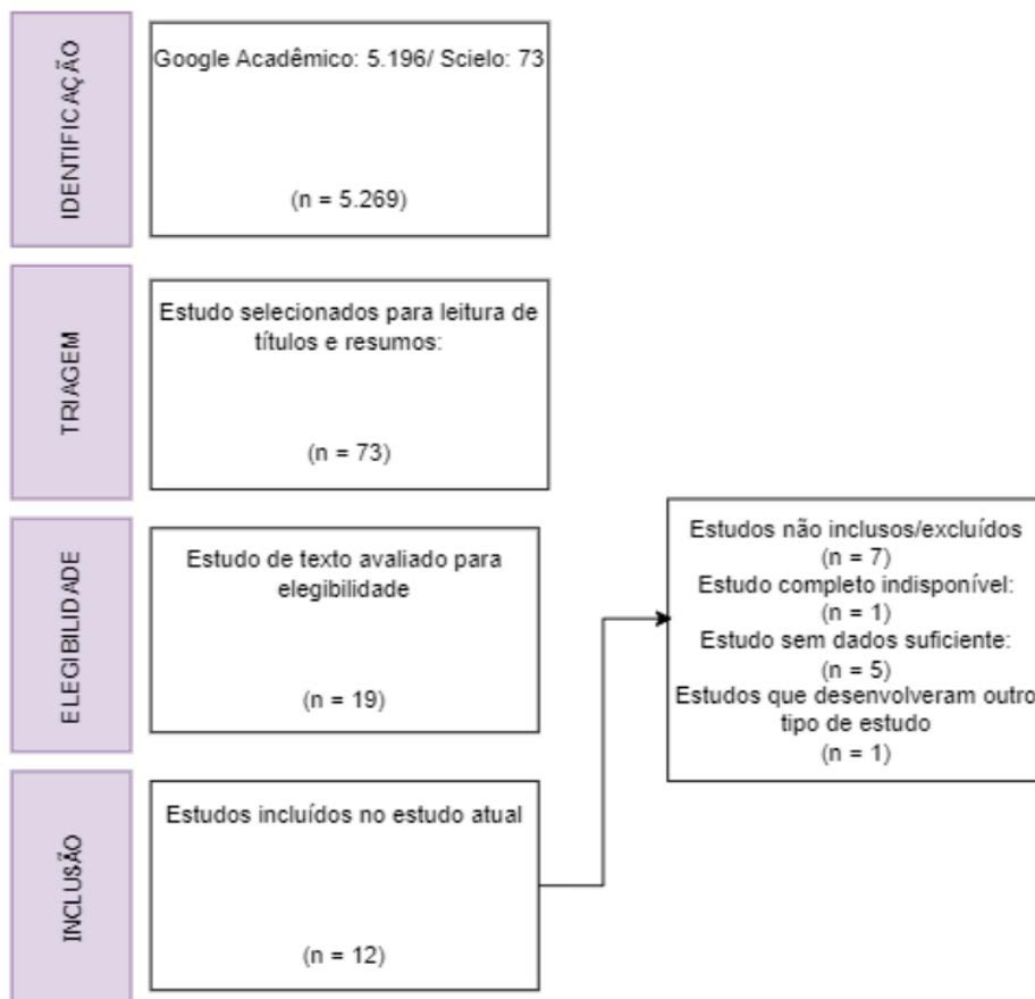 IDENTIFICAÇÃO
Google Acadêmico: 5.196/ Scielo: 73
(n = 5.269)
TRIAGEM
Estudo selecionados para leitura de
títulos e resumos:
(n = 73)
ELEGIBILIDADE
Estudo de texto avaliado para
elegibilidade
(n = 19)
Estudos não inclusos/excluídos
(n = 7)
Estudo completo indisponível:
(n = 1)
Estudo sem dados suficiente:
(n = 5)
Estudos que desenvolveram outro
tipo de estudo
(n = 1)
INCLUSÃO
Estudos incluídos no estudo atual
(n = 12)